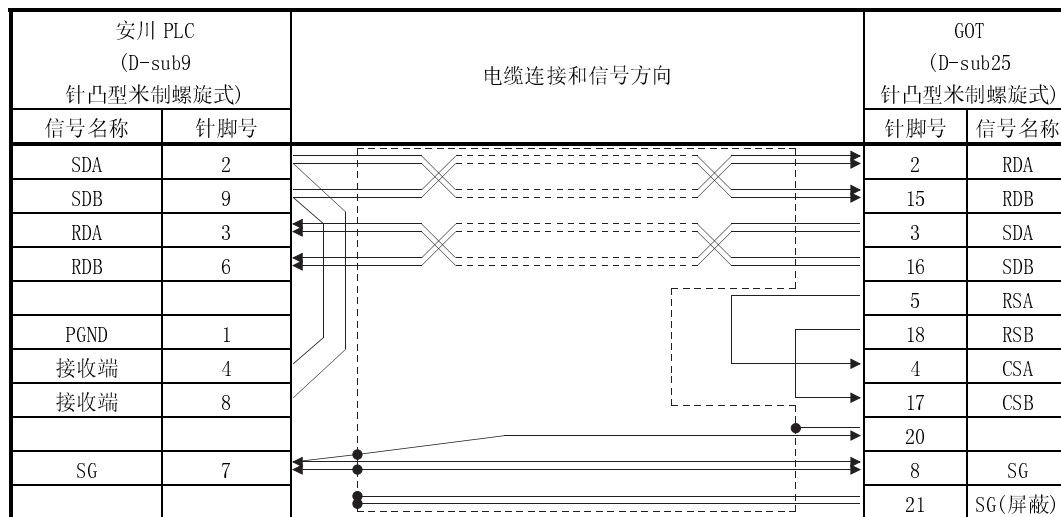 安川 PLC
(D-sub9
针凸型米制螺旋式)
电缆连接和信号方向
GOT
(D-sub25
针凸型米制螺旋式)
信号名称 针脚号 针脚号 信号名称
SDA 2 2 RDA
SDB 9 15 RDB
RDA 3 3 SDA
RDB 6 16 SDB
5 RSA
PGND 1 18 RSB
接收端 4 4 CSA
接收端 8 17 CSB
20
SG 7 8 SG
21 SG(屏蔽)